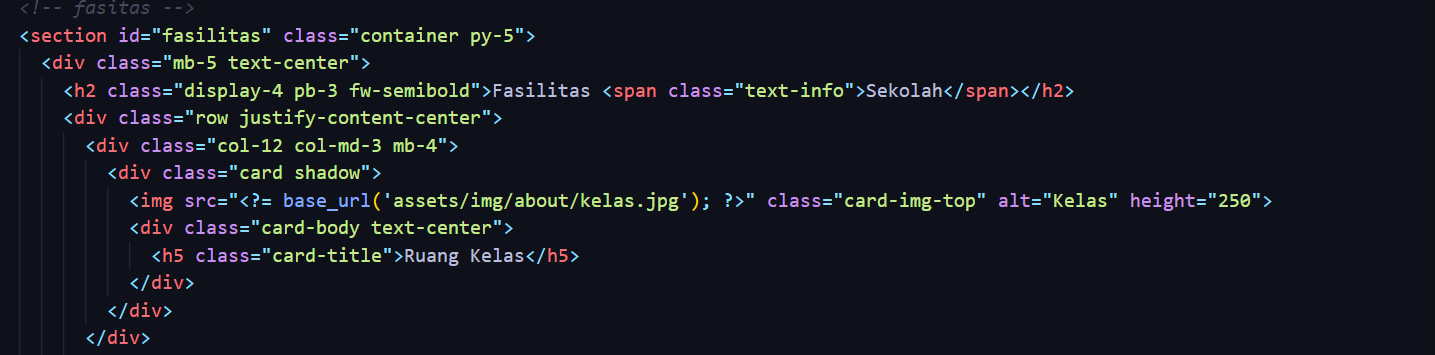 <!-- fasitas -->
<section id="fasilitas" class="container py-5">
<div class="mb-5 text-center">
<h2 class="display-4 pb-3 fw-semibold">Fasilitas <span class="text-info">Sekolah</span></h2>
<div class="row justify-content-center">
<div class="col-12 col-md-3 mb-4">
<div class="card shadow">
<img src="<?= base_url('assets/img/about/kelas.jpg'); ?>" class="card-img-top" alt="Kelas" height="250">
<div class="card-body text-center">
<h5 class="card-title">Ruang Kelas</h5>
</div>
</div>
</div>